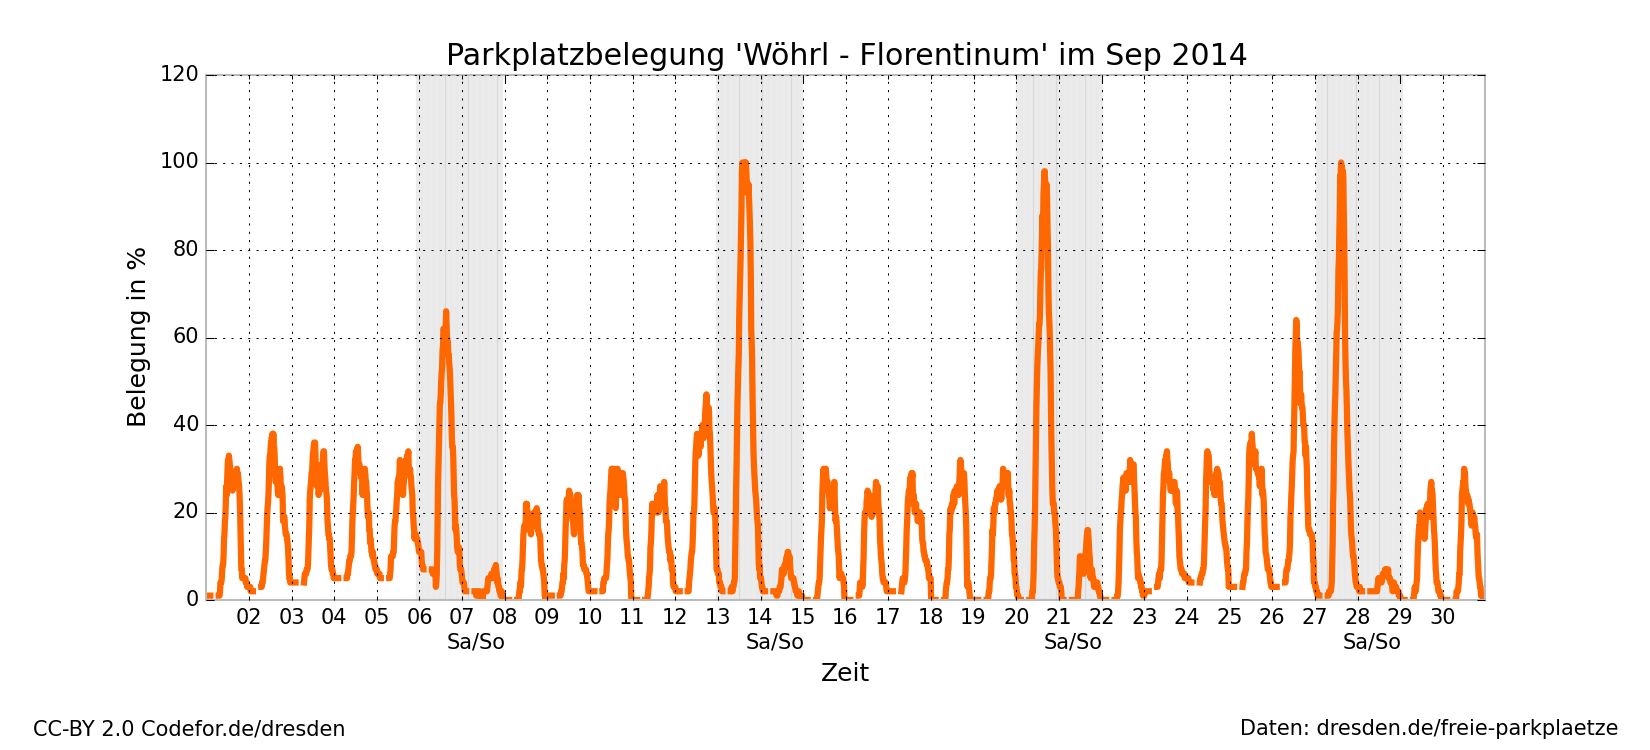 Parkplatzbelegung 'Wöhrl - Florentinum' im Sep 2014
120
100
80
60
40
20
0
Belegung in %
02 03 04 05 06 07 08 09 10 11 12 13 14 15 16 17 18 19 20 21 22 23 24 25 26 27 28 29 30
Sa/So Sa/So Sa/So Sa/So
Zeit
CC-BY 2.0 Codefor.de/dresden
Daten: dresden.de/freie-parkplaetze